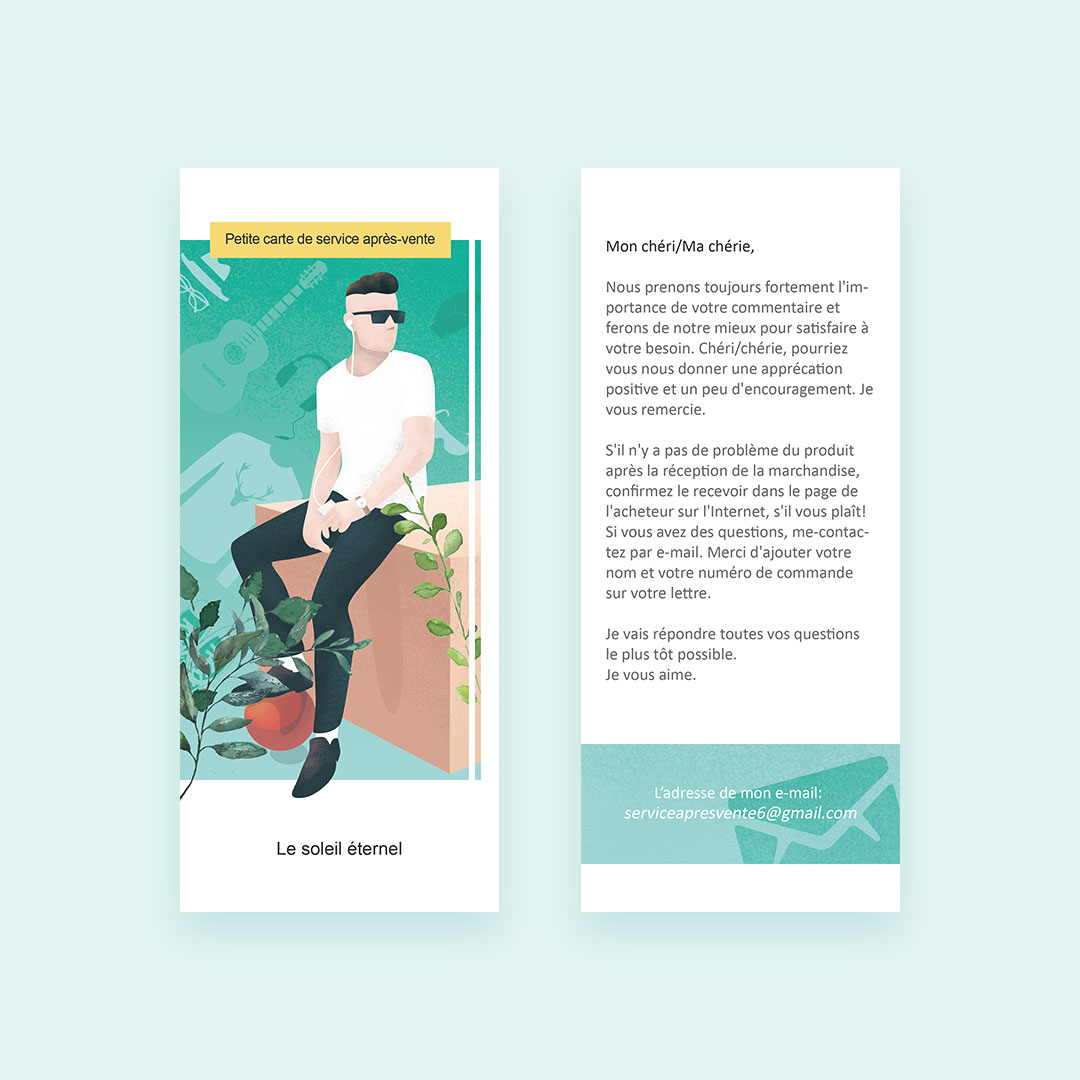 Petite carte de service après-vente
Le soleil éternel
Mon chéri/Ma chérie,
Nous prenons toujours fortement l'im-
portance de votre commentaire et
ferons de notre mieux pour satisfaire à
votre besoin. Chéri/chérie, pourriez
vous nous donner une apprécation
positive et un peu d'encouragement. Je
vous remercie.
S'il n'y a pas de problème du produit
après la réception de la marchandise,
confirmez le recevoir dans le page de
l'acheteur sur l'Internet, s'il vous plaît!
Si vous avez des questions, me-contac-
tez par e-mail. Merci d'ajouter votre
nom et votre numéro de commande
sur votre lettre.
Je vais répondre toutes vos questions
le plus tôt possible.
Je vous aime.
L'adresse de mon e-mail:
serviceapresvente6@gmail.com